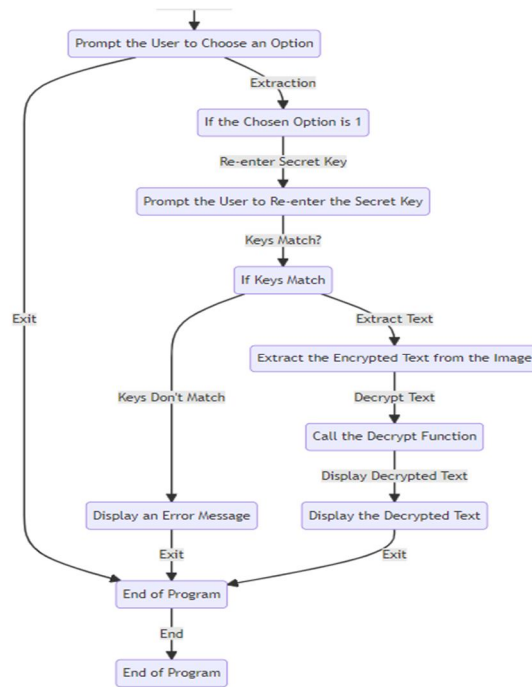 Prompt the User to Choose an Option
Extraction
If the Chosen Option is 1
Re-enter Secret Key
Prompt the User to Re-enter the Secret Key
Keys Match?
If Keys Match
Exit
Extract Text
Extract the Encrypted Text from the Image
Keys Don't Match
Decrypt Text
Call the Decrypt Function
Display Decrypted Text
Display an Error Message
Display the Decrypted Text
Exit
Exit
End of Program
End
End of Program